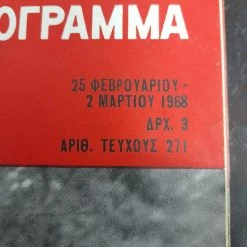 ΟΓΡΑΜΜΑ
25 ΦΕΒΡΟΥΑΡΙΟΥ -
2 ΜΑΡΤΙΟΥ 1968
ΔΡΧ. 3
ΑΡΙΘ. ΤΕΥΧΟΥΣ 271